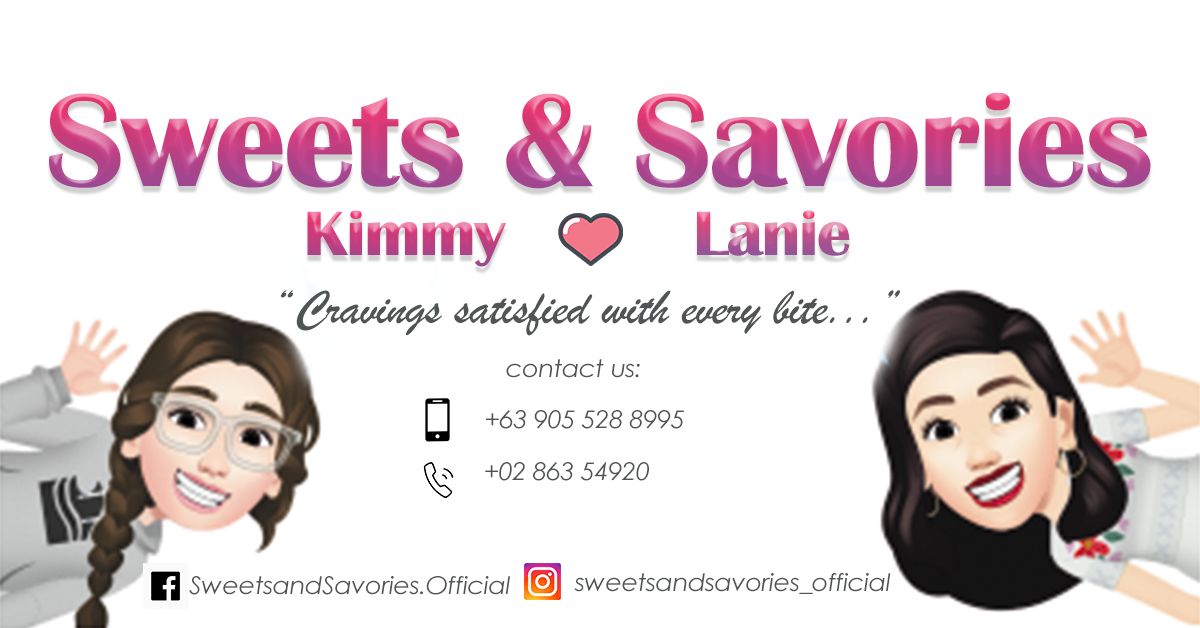 Sweets & Savories
Kimmy Lanie
“Cravings satisfied with every bite...”
contact us:
+63 905 528 8995
+02 863 54920
SweetsandSavories.Official sweetsandsavories_official